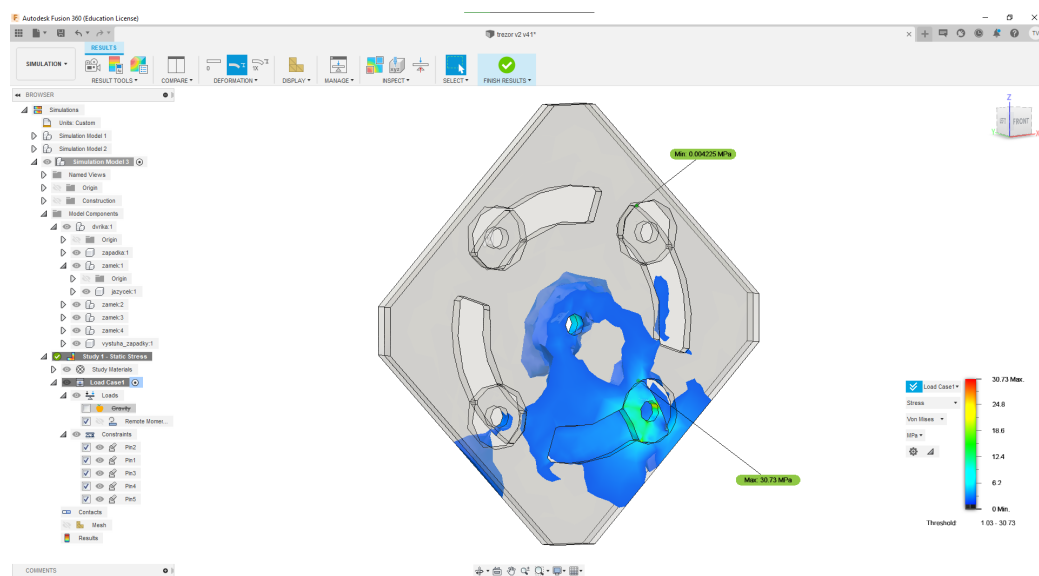 Autodesk Fusion 360 (Education License)
trezor v2 v41*
TV
RESULTS
SIMULATION
RESULT TOOLS
COMPARE
DEFORMATION
DISPLAY
MANAGE
INSPECT
SELECT
FINISH RESULTS
BROWSER
Simulations
Units: Custom
Simulation Model 1
Simulation Model 2
Simulation Model 3
Named Views
Origin
Construction
Model Components
dvrika:1
Origin
zapadka:1
zamek:1
Origin
jazycek:1
zamek:2
zamek:3
zamek:4
vystuha_zapadky:1
Study 1 - Static Stress
Study Materials
Load Case1
Loads
Gravity
Remote Momer...
Constraints
Pin2
Pin1
Pin3
Pin4
Pin5
Contacts
Mesh
Results
COMMENTS
Min: 0.004225 MPa
Max: 30.73 MPa
Z
FRONT
Y
X
Load Case1
Stress
Von Mises
MPa
30.73 Max.
24.8
18.6
12.4
6.2
0 Min.
Threshold 1.03 - 30.73